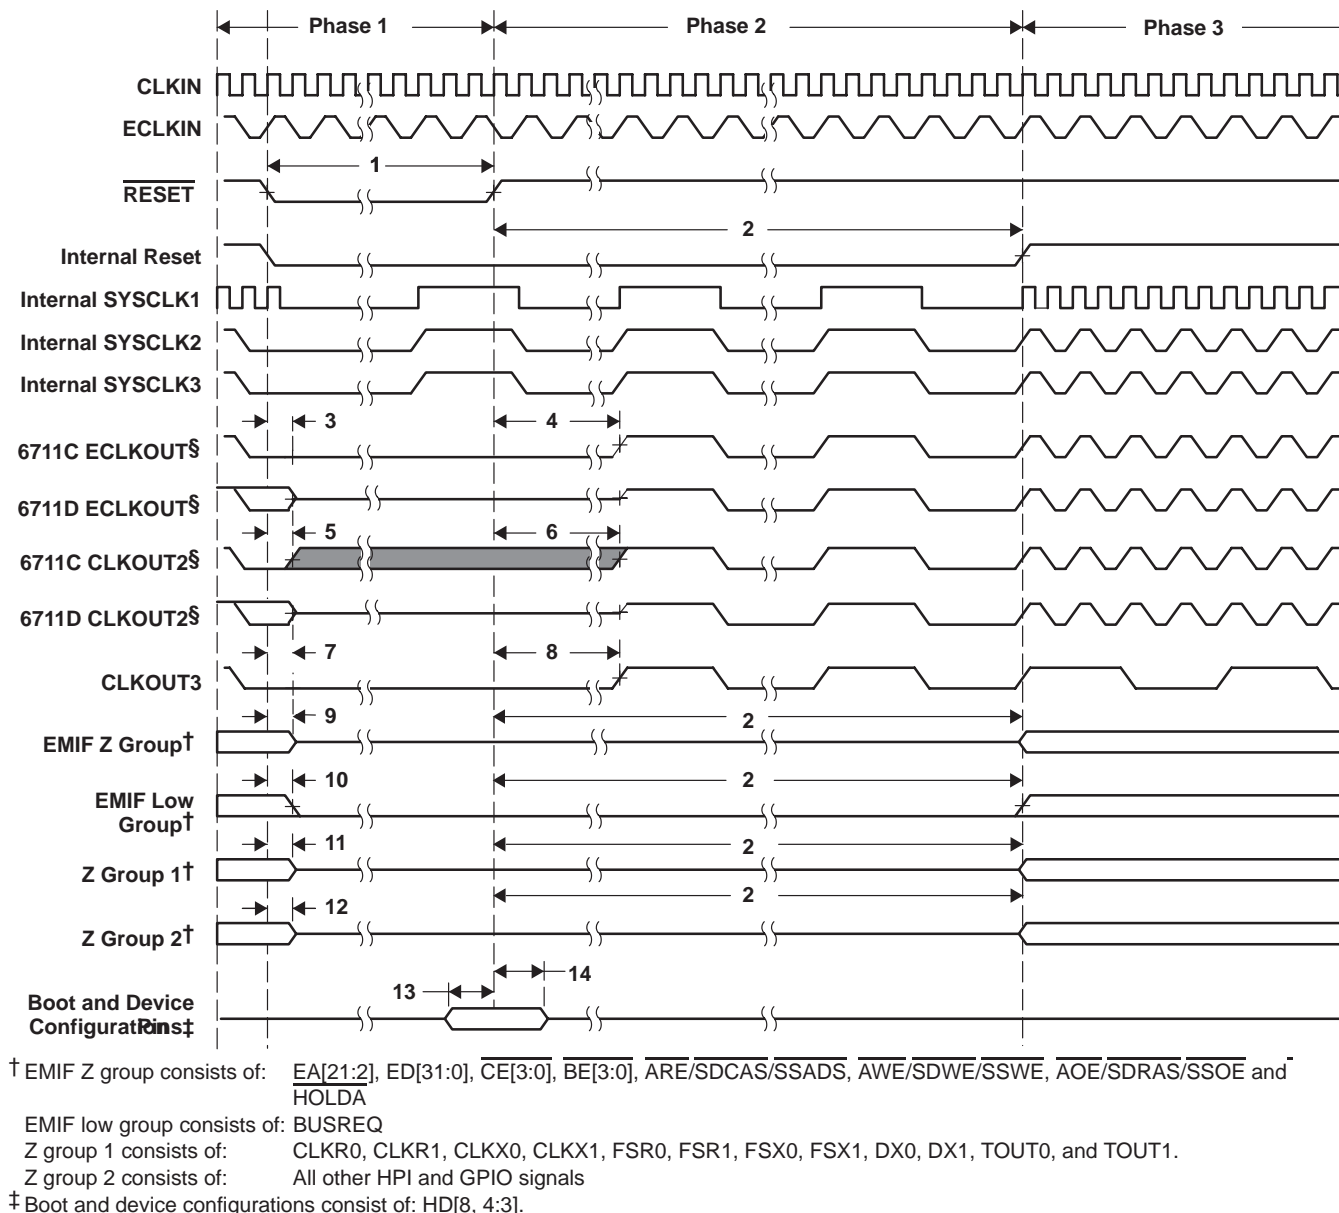 Phase 1
Phase 2
Phase 3
CLKIN
ECLKIN
1
RESET
2
Internal Reset
Internal SYSCLK1
Internal SYSCLK2
Internal SYSCLK3
3
4
6711C ECLKOUT§
6711D ECLKOUT§
5
6
6711C CLKOUT2§
6711D CLKOUT2§
7
8
CLKOUT3
9
2
EMIF Z Group†
10
2
EMIF Low
Group†
11
2
Z Group 1†
2
12
Z Group 2†
14
13
Boot and Device
Configuration Pins‡
† EMIF Z group consists of: EA[21:2], ED[31:0], CE[3:0], BE[3:0], ARE/SDCAS/SSADS, AWE/SDWE/SSWE, AOE/SDRAS/SSOE and
HOLDA
EMIF low group consists of: BUSREQ
Z group 1 consists of: CLKR0, CLKR1, CLKX0, CLKX1, FSR0, FSR1, FSX0, FSX1, DX0, DX1, TOUT0, and TOUT1.
Z group 2 consists of: All other HPI and GPIO signals
‡ Boot and device configurations consist of: HD[8, 4:3].